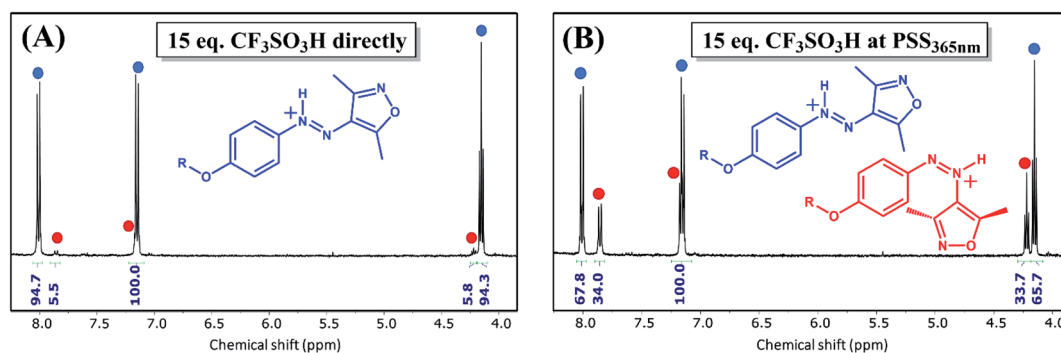 (A)
15 eq. CF₃SO₃H directly
H
+
N
N
N
O
R
O
94.7
5.5
100.0
5.8
94.3
8.0 7.5 7.0 6.5 6.0 5.5 5.0 4.5 4.0
Chemical shift (ppm)
(B)
15 eq. CF₃SO₃H at PSS₃₆₅ₙₘ
H
+
N
N
N
O
R
O
N
N
H
+
R
O
N
O
67.8
34.0
100.0
33.7
65.7
8.0 7.5 7.0 6.5 6.0 5.5 5.0 4.5 4.0
Chemical shift (ppm)